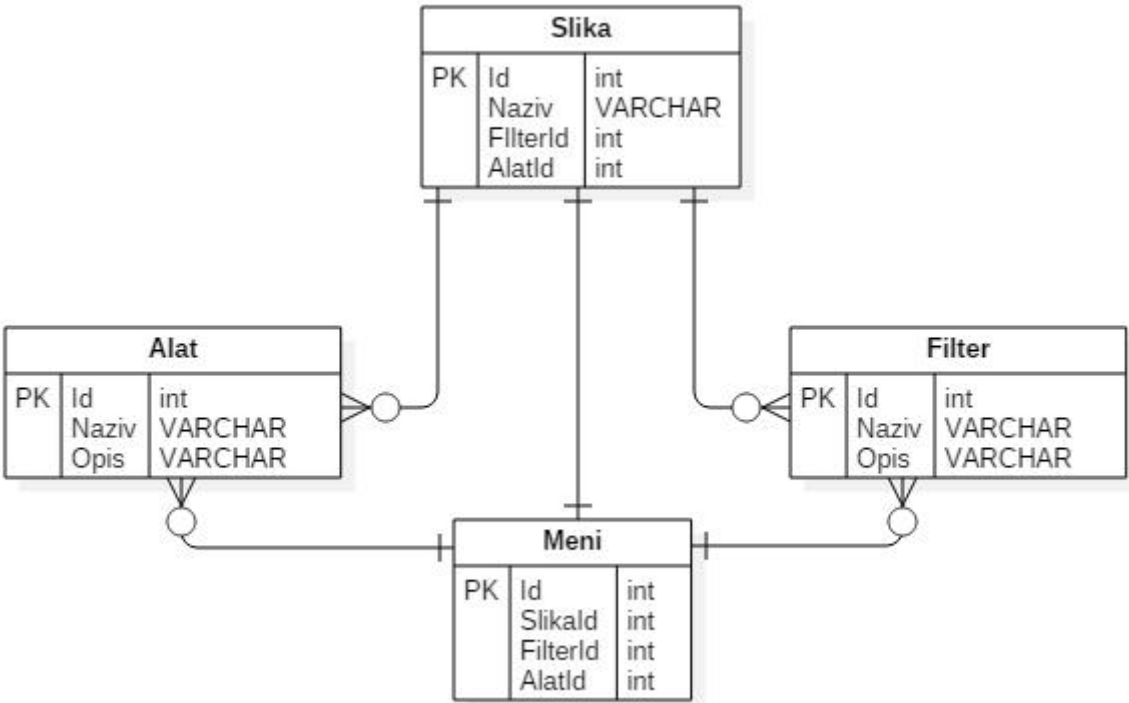 Slika
PK Id int
Naziv VARCHAR
FIlterId int
AlatId int
Alat
PK Id int
Naziv VARCHAR
Opis VARCHAR
Filter
PK Id int
Naziv VARCHAR
Opis VARCHAR
Meni
PK Id int
SlikaId int
FilterId int
AlatId int